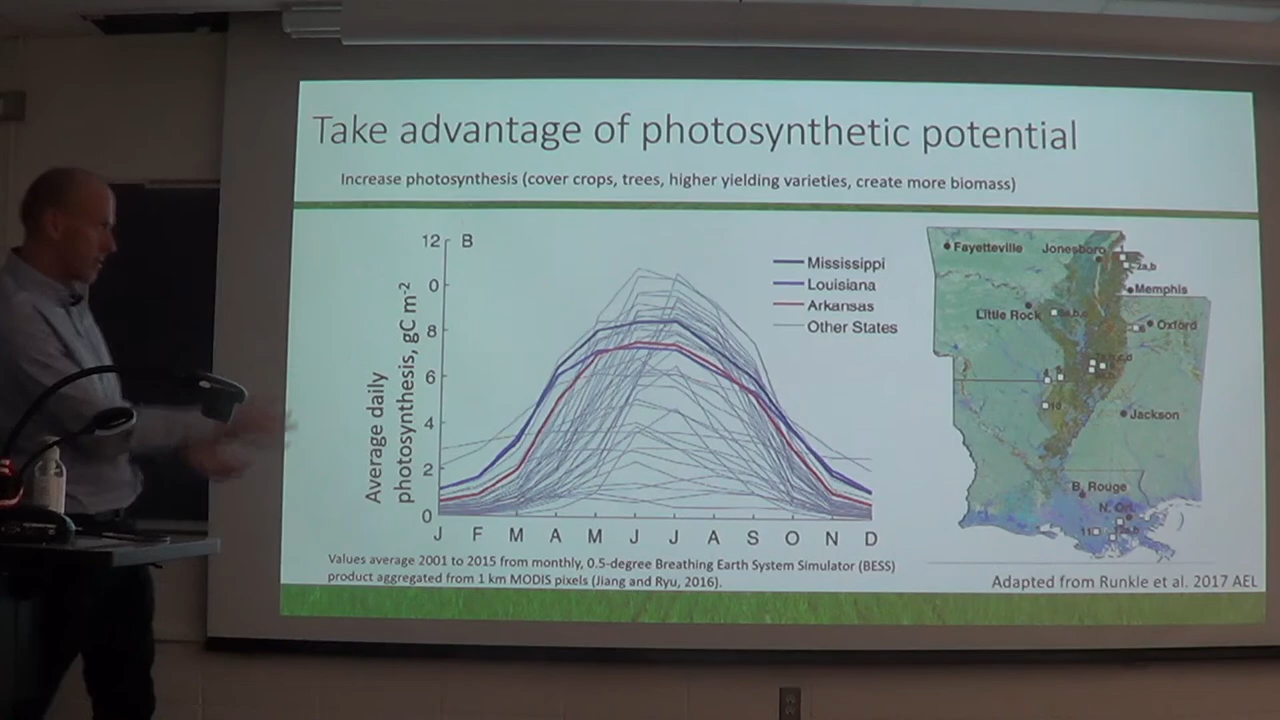 Take advantage of photosynthetic potential
Increase photosynthesis (cover crops, trees, higher yielding varieties, create more biomass)
12
B
0
8
6
4
2
0
Average daily
photosynthesis, gC m-2
J F M A M J J A S O N D
Mississippi
Louisiana
Arkansas
Other States
Fayetteville
Jonesboro
Memphis
Little Rock
Oxford
Jackson
B. Rouge
N. Orl.
Values average 2001 to 2015 from monthly, 0.5-degree Breathing Earth System Simulator (BESS)
product aggregated from 1 km MODIS pixels (Jiang and Ryu, 2016).
Adapted from Runkle et al. 2017 AEL